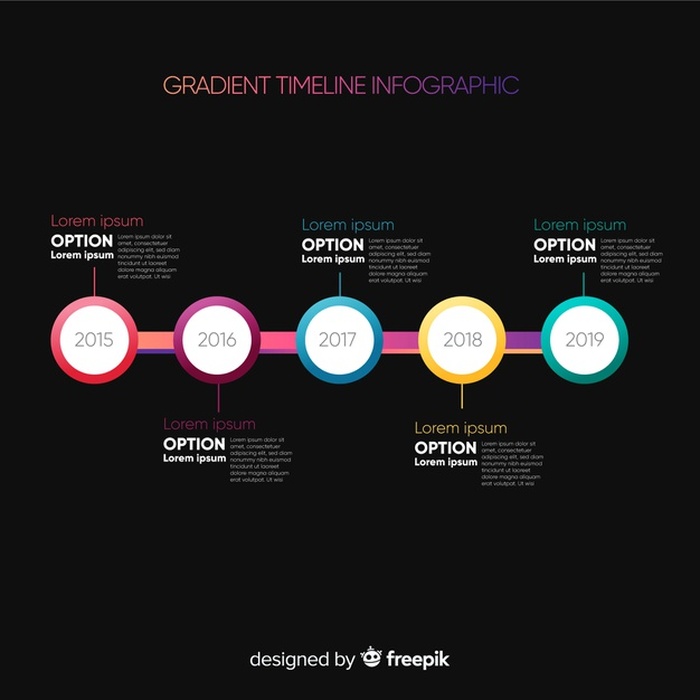 GRADIENT TIMELINE INFOGRAPHIC
Lorem ipsum
OPTION
Lorem ipsum
Lorem ipsum dolor sit
amet, consectetuer
adipiscing elit, sed diam
nonummy nibh euismod
tincidunt ut laoreet
dolore magna aliquam
erat volutpat. Ut wisi
Lorem ipsum
OPTION
Lorem ipsum
Lorem ipsum dolor sit
amet, consectetuer
adipiscing elit, sed diam
nonummy nibh euismod
tincidunt ut laoreet
dolore magna aliquam
erat volutpat. Ut wisi
Lorem ipsum
OPTION
Lorem ipsum
Lorem ipsum dolor sit
amet, consectetuer
adipiscing elit, sed diam
nonummy nibh euismod
tincidunt ut laoreet
dolore magna aliquam
erat volutpat. Ut wisi
2015
2016
2017
2018
2019
Lorem ipsum
OPTION
Lorem ipsum
Lorem ipsum dolor sit
amet, consectetuer
adipiscing elit, sed diam
nonummy nibh euismod
tincidunt ut laoreet
dolore magna aliquam
erat volutpat. Ut wisi
Lorem ipsum
OPTION
Lorem ipsum
Lorem ipsum dolor sit
amet, consectetuer
adipiscing elit, sed diam
nonummy nibh euismod
tincidunt ut laoreet
dolore magna aliquam
erat volutpat. Ut wisi
designed by freepik